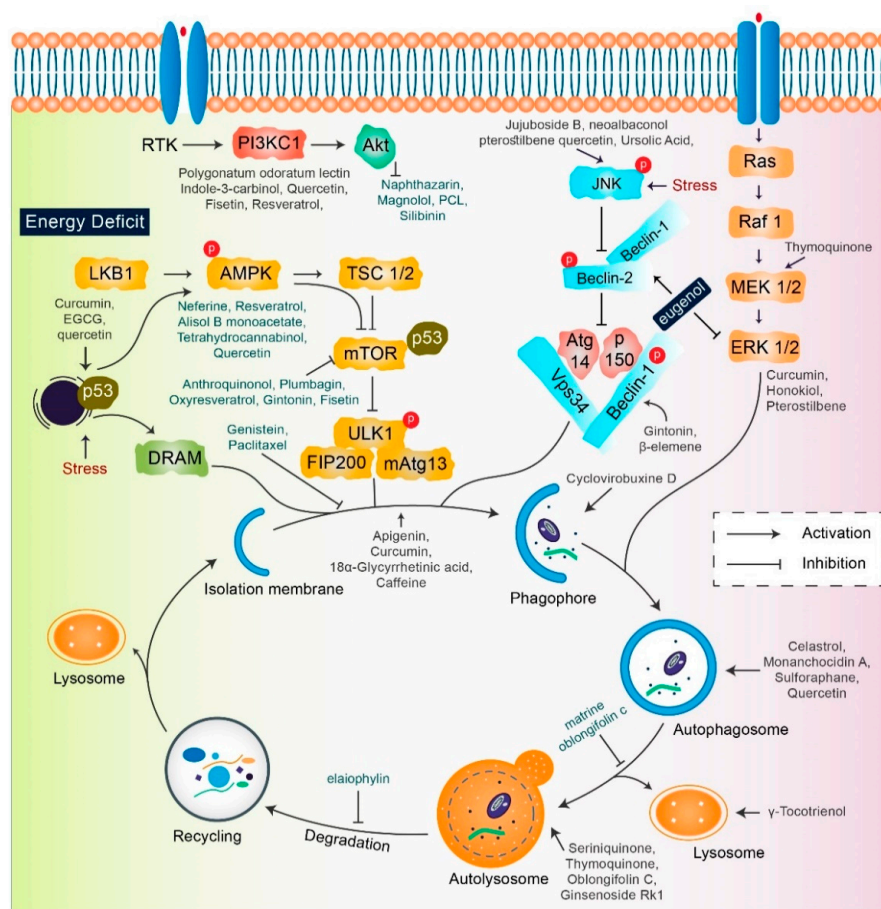 RTK
PI3KC1
Akt
Polygonatum odoratum lectin
Indole-3-carbinol, Quercetin,
Fisetin, Resveratrol,
Naphthazarin,
Magnolol, PCL,
Silibinin
Jujuboside B, neoalbaconol
pterostilbene quercetin, Ursolic Acid,
P
JNK
Stress
Beclin-1
P
Beclin-2
eugenol
Atg
14
p
150
P
Vps34
Beclin-1
Gintonin,
β-elemene
Ras
Raf 1
Thymoquinone
MEK 1/2
ERK 1/2
Curcumin,
Honokiol,
Pterostilbene
Energy Deficit
LKB1
P
AMPK
TSC 1/2
Curcumin,
EGCG,
quercetin
Neferine, Resveratrol,
Alisol B monoacetate,
Tetrahydrocannabinol,
Quercetin
mTOR
p53
p53
Anthroquinonol, Plumbagin,
Oxyresveratrol, Gintonin, Fisetin
Stress
DRAM
Genistein,
Paclitaxel
ULK1
P
FIP200
mAtg13
Cyclovirobuxine D
Apigenin,
Curcumin,
18α-Glycyrrhetinic acid,
Caffeine
Isolation membrane
Phagophore
Activation
Inhibition
Lysosome
Celastrol,
Monanchocidin A,
Sulforaphane,
Quercetin
Autophagosome
matrine
oblongifolin c
Recycling
elaiophylin
Degradation
Autolysosome
Seriniquinone,
Thymoquinone,
Oblongifolin C,
Ginsenoside Rk1
Lysosome
γ-Tocotrienol